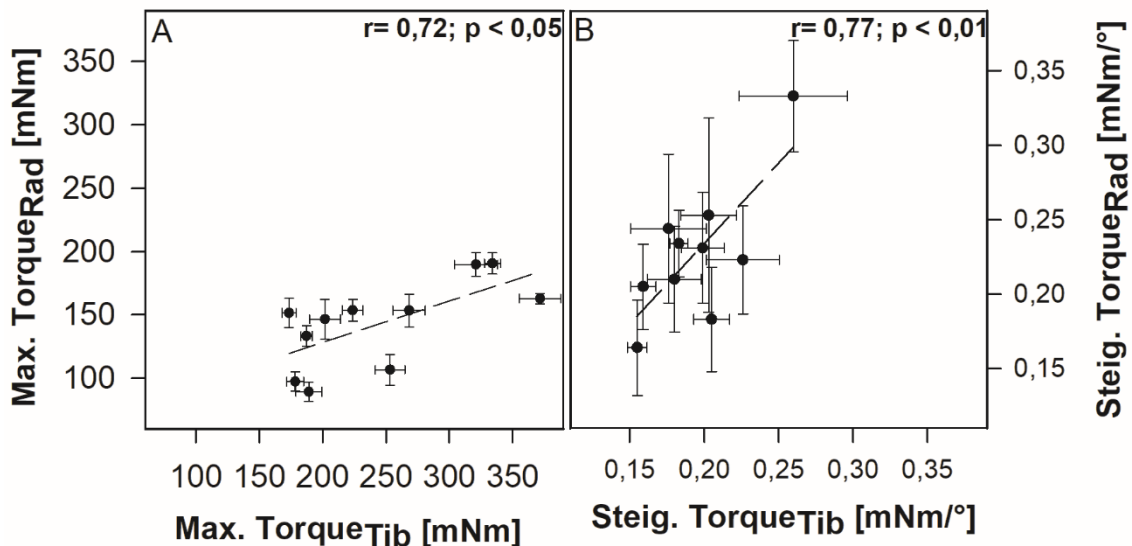 A
r= 0,72; p < 0,05
B
r= 0,77; p < 0,01
Max. TorqueRad [mNm]
350
300
250
200
150
100
100 150 200 250 300 350
Max. TorqueTib [mNm]
0,35
0,30
0,25
0,20
0,15
Steig. TorqueRad [mNm/°]
0,15 0,20 0,25 0,30 0,35
Steig. TorqueTib [mNm/°]